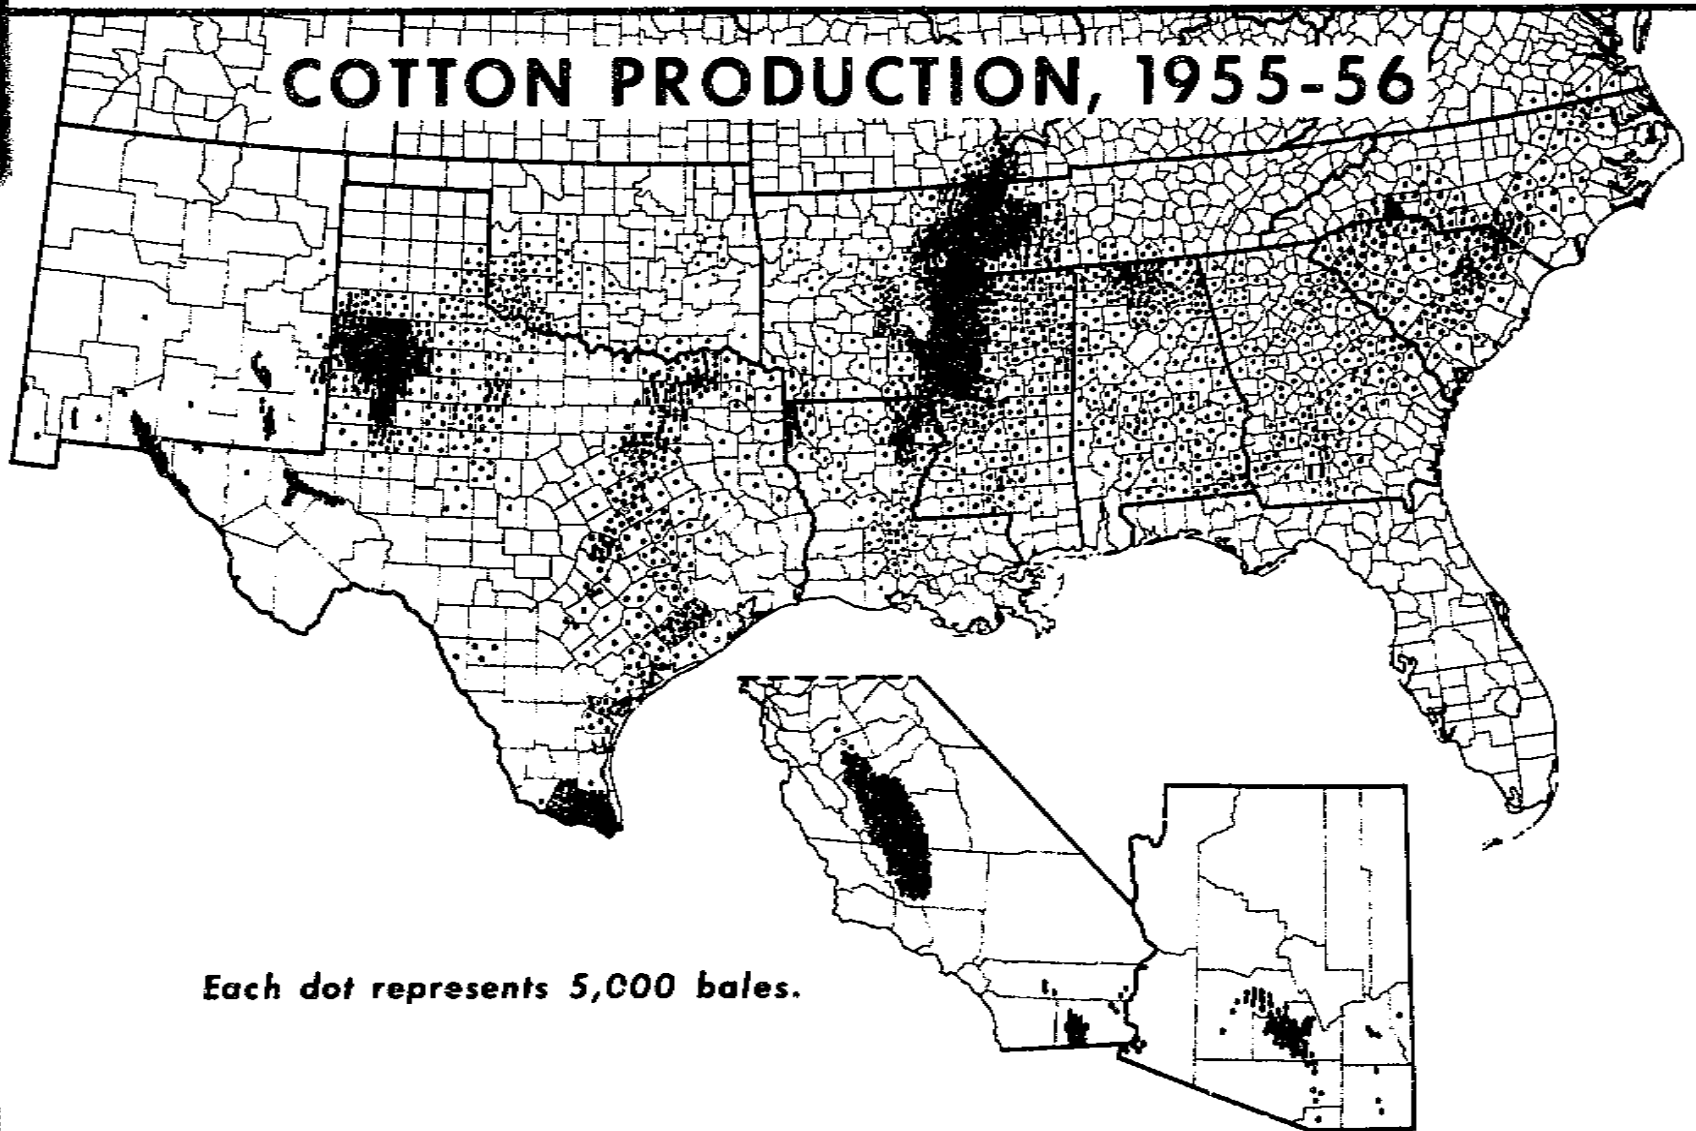 COTTON PRODUCTION, 1955-56
Each dot represents 5,000 bales.